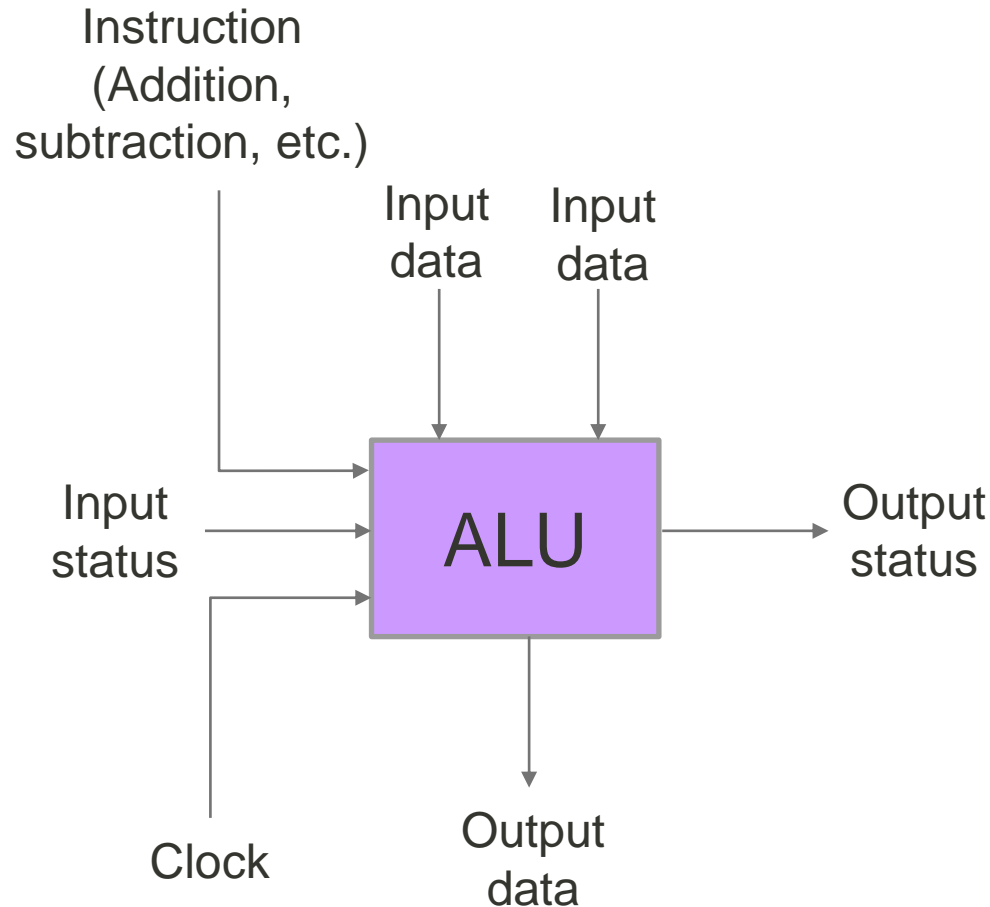 Instruction
(Addition,
subtraction, etc.)
Input
data
Input
data
Input
status
ALU
Output
status
Clock
Output
data